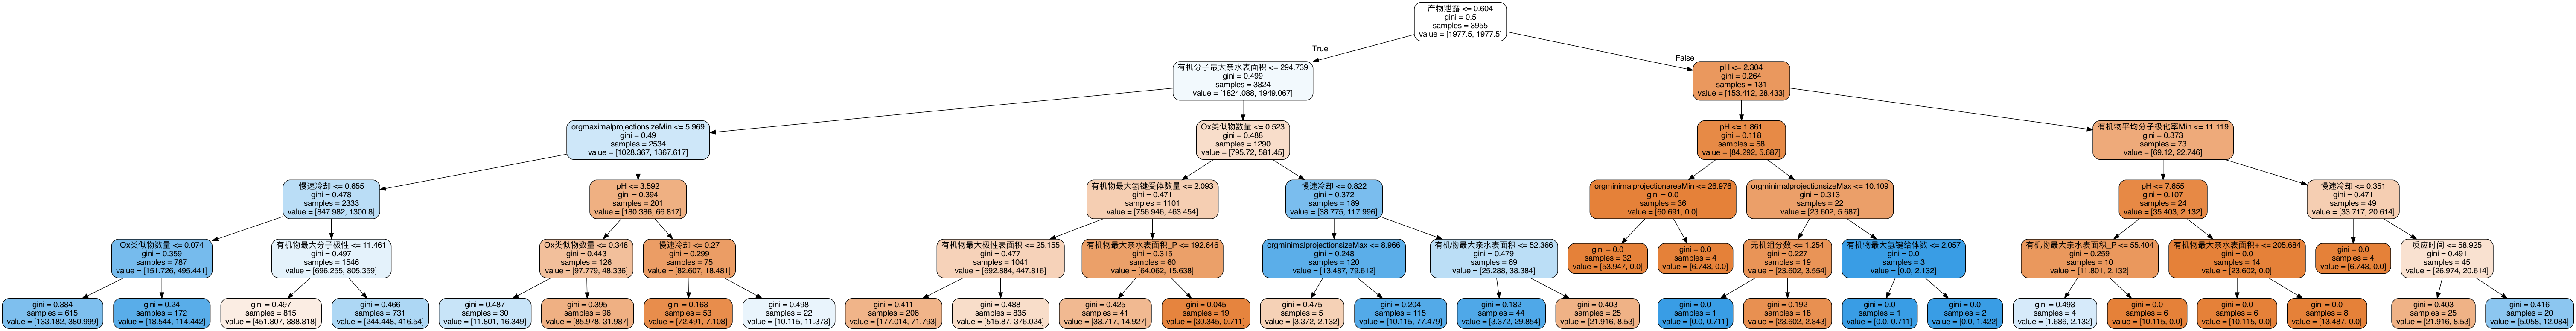 产物泄露 <= 0.604
gini = 0.5
samples = 3955
value = [1977.5, 1977.5]
True
False
有机分子最大亲水表面积 <= 294.739
gini = 0.499
samples = 3824
value = [1824.088, 1949.067]
pH <= 2.304
gini = 0.264
samples = 131
value = [153.412, 28.433]
orgmaximalprojectionsizeMin <= 5.969
gini = 0.49
samples = 2534
value = [1028.367, 1367.617]
Ox类似物数量 <= 0.523
gini = 0.488
samples = 1290
value = [795.72, 581.45]
pH <= 1.861
gini = 0.118
samples = 58
value = [84.292, 5.687]
有机物平均分子极化率Min <= 11.119
gini = 0.373
samples = 73
value = [69.12, 22.746]
慢速冷却 <= 0.655
gini = 0.478
samples = 2333
value = [847.982, 1300.8]
pH <= 3.592
gini = 0.394
samples = 201
value = [180.386, 66.817]
有机物最大氢键受体数量 <= 2.093
gini = 0.471
samples = 1101
value = [756.946, 463.454]
慢速冷却 <= 0.822
gini = 0.372
samples = 189
value = [38.775, 117.996]
orgminimalprojectionareaMin <= 26.976
gini = 0.0
samples = 36
value = [60.691, 0.0]
orgminimalprojectionsizeMax <= 10.109
gini = 0.313
samples = 22
value = [23.602, 5.687]
pH <= 7.655
gini = 0.107
samples = 24
value = [35.403, 2.132]
慢速冷却 <= 0.351
gini = 0.471
samples = 49
value = [33.717, 20.614]
Ox类似物数量 <= 0.074
gini = 0.359
samples = 787
value = [151.726, 495.441]
有机物最大分子极性 <= 11.461
gini = 0.497
samples = 1546
value = [696.255, 805.359]
Ox类似物数量 <= 0.348
gini = 0.443
samples = 126
value = [97.779, 48.336]
慢速冷却 <= 0.27
gini = 0.299
samples = 75
value = [82.607, 18.481]
有机物最大极性表面积 <= 25.155
gini = 0.477
samples = 1041
value = [692.884, 447.816]
有机物最大亲水表面积_P <= 192.646
gini = 0.315
samples = 60
value = [64.062, 15.638]
orgminimalprojectionsizeMax <= 8.966
gini = 0.248
samples = 120
value = [13.487, 79.612]
有机物最大亲水表面积 <= 52.366
gini = 0.479
samples = 69
value = [25.288, 38.384]
gini = 0.0
samples = 32
value = [53.947, 0.0]
gini = 0.0
samples = 4
value = [6.743, 0.0]
无机组分数 <= 1.254
gini = 0.227
samples = 19
value = [23.602, 3.554]
有机物最大氢键给体数 <= 2.057
gini = 0.0
samples = 3
value = [0.0, 2.132]
有机物最大亲水表面积_P <= 55.404
gini = 0.259
samples = 10
value = [11.801, 2.132]
有机物最大亲水表面积+ <= 205.684
gini = 0.0
samples = 14
value = [23.602, 0.0]
gini = 0.0
samples = 4
value = [6.743, 0.0]
反应时间 <= 58.925
gini = 0.491
samples = 45
value = [26.974, 20.614]
gini = 0.384
samples = 615
value = [133.182, 380.999]
gini = 0.24
samples = 172
value = [18.544, 114.442]
gini = 0.497
samples = 815
value = [451.807, 388.818]
gini = 0.466
samples = 731
value = [244.448, 416.54]
gini = 0.487
samples = 30
value = [11.801, 16.349]
gini = 0.395
samples = 96
value = [85.978, 31.987]
gini = 0.163
samples = 53
value = [72.491, 7.108]
gini = 0.498
samples = 22
value = [10.115, 11.373]
gini = 0.411
samples = 206
value = [177.014, 71.793]
gini = 0.488
samples = 835
value = [515.87, 376.024]
gini = 0.425
samples = 41
value = [33.717, 14.927]
gini = 0.045
samples = 19
value = [30.345, 0.711]
gini = 0.475
samples = 5
value = [3.372, 2.132]
gini = 0.204
samples = 115
value = [10.115, 77.479]
gini = 0.182
samples = 44
value = [3.372, 29.854]
gini = 0.403
samples = 25
value = [21.916, 8.53]
gini = 0.0
samples = 1
value = [0.0, 0.711]
gini = 0.192
samples = 18
value = [23.602, 2.843]
gini = 0.0
samples = 1
value = [0.0, 0.711]
gini = 0.0
samples = 2
value = [0.0, 1.422]
gini = 0.493
samples = 4
value = [1.686, 2.132]
gini = 0.0
samples = 6
value = [10.115, 0.0]
gini = 0.0
samples = 6
value = [10.115, 0.0]
gini = 0.0
samples = 8
value = [13.487, 0.0]
gini = 0.403
samples = 25
value = [21.916, 8.53]
gini = 0.416
samples = 20
value = [5.058, 12.084]